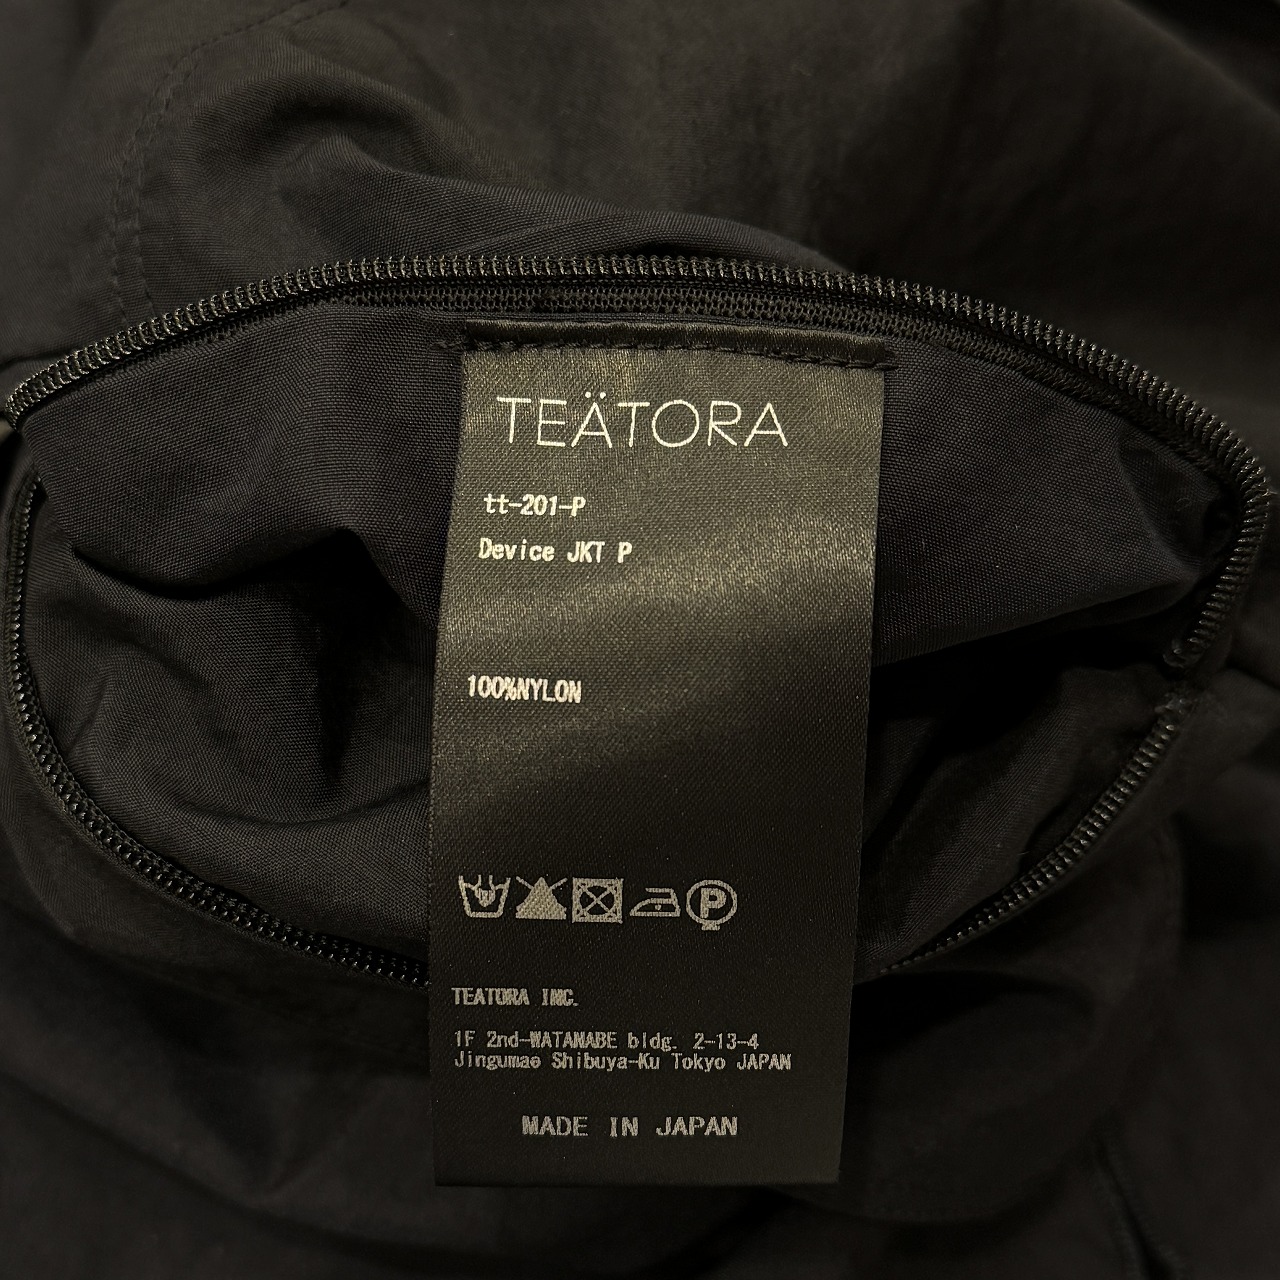 TEÄTORA
tt-201-P
Device JKT P
100%NYLON
P
TEATORA INC.
1F 2nd-WATANABE bldg. 2-13-4
Jingumae Shibuya-Ku Tokyo JAPAN
MADE IN JAPAN